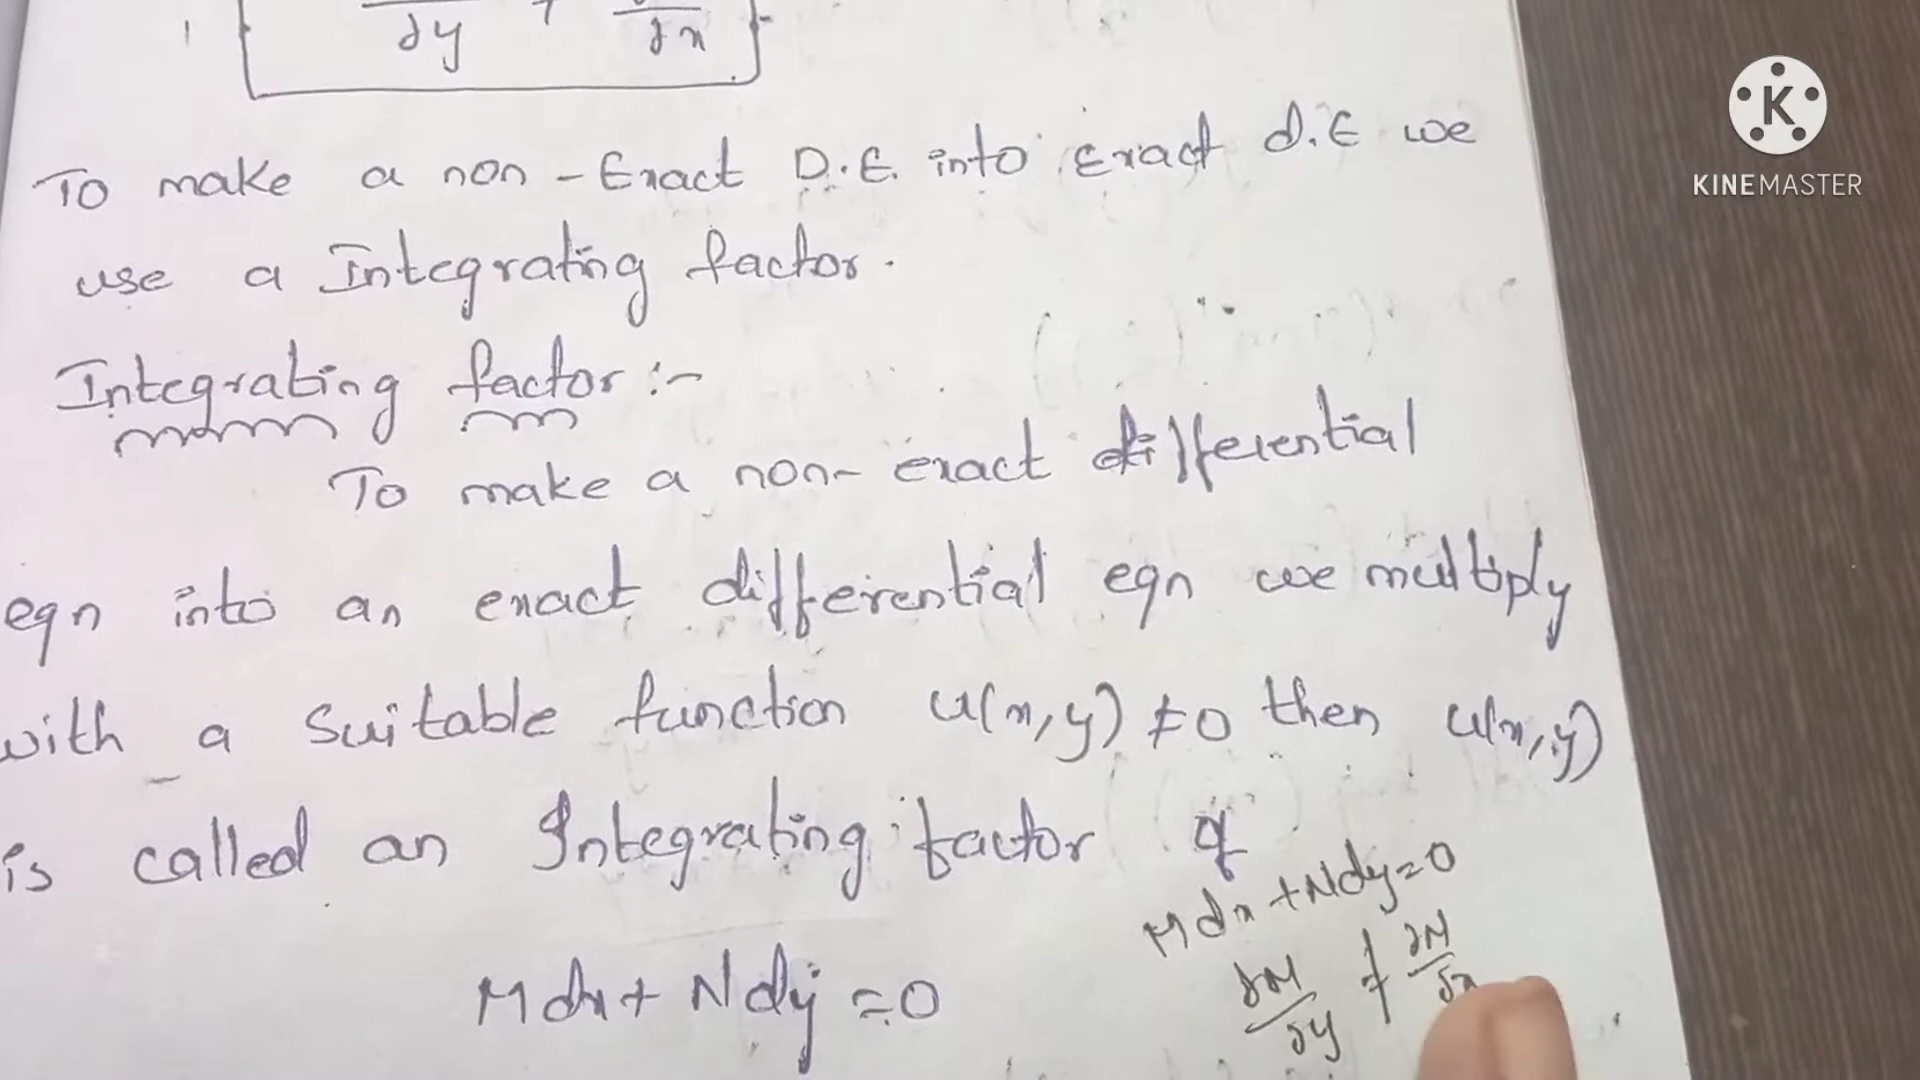 ∂y ∂x
To make a non-Exact D.E. into Exact d.E we
use a Integrating factor.
Integrating factor :-
To make a non-exact differential
eqn into an exact differential eqn we multiply
with a suitable function u(x,y) ≠ 0 then u(x,y)
is called an Integrating factor of
Mdx + Ndy = 0
Mdx + Ndy = 0
∂M/∂y ≠ ∂N/∂x
K
KINEMASTER